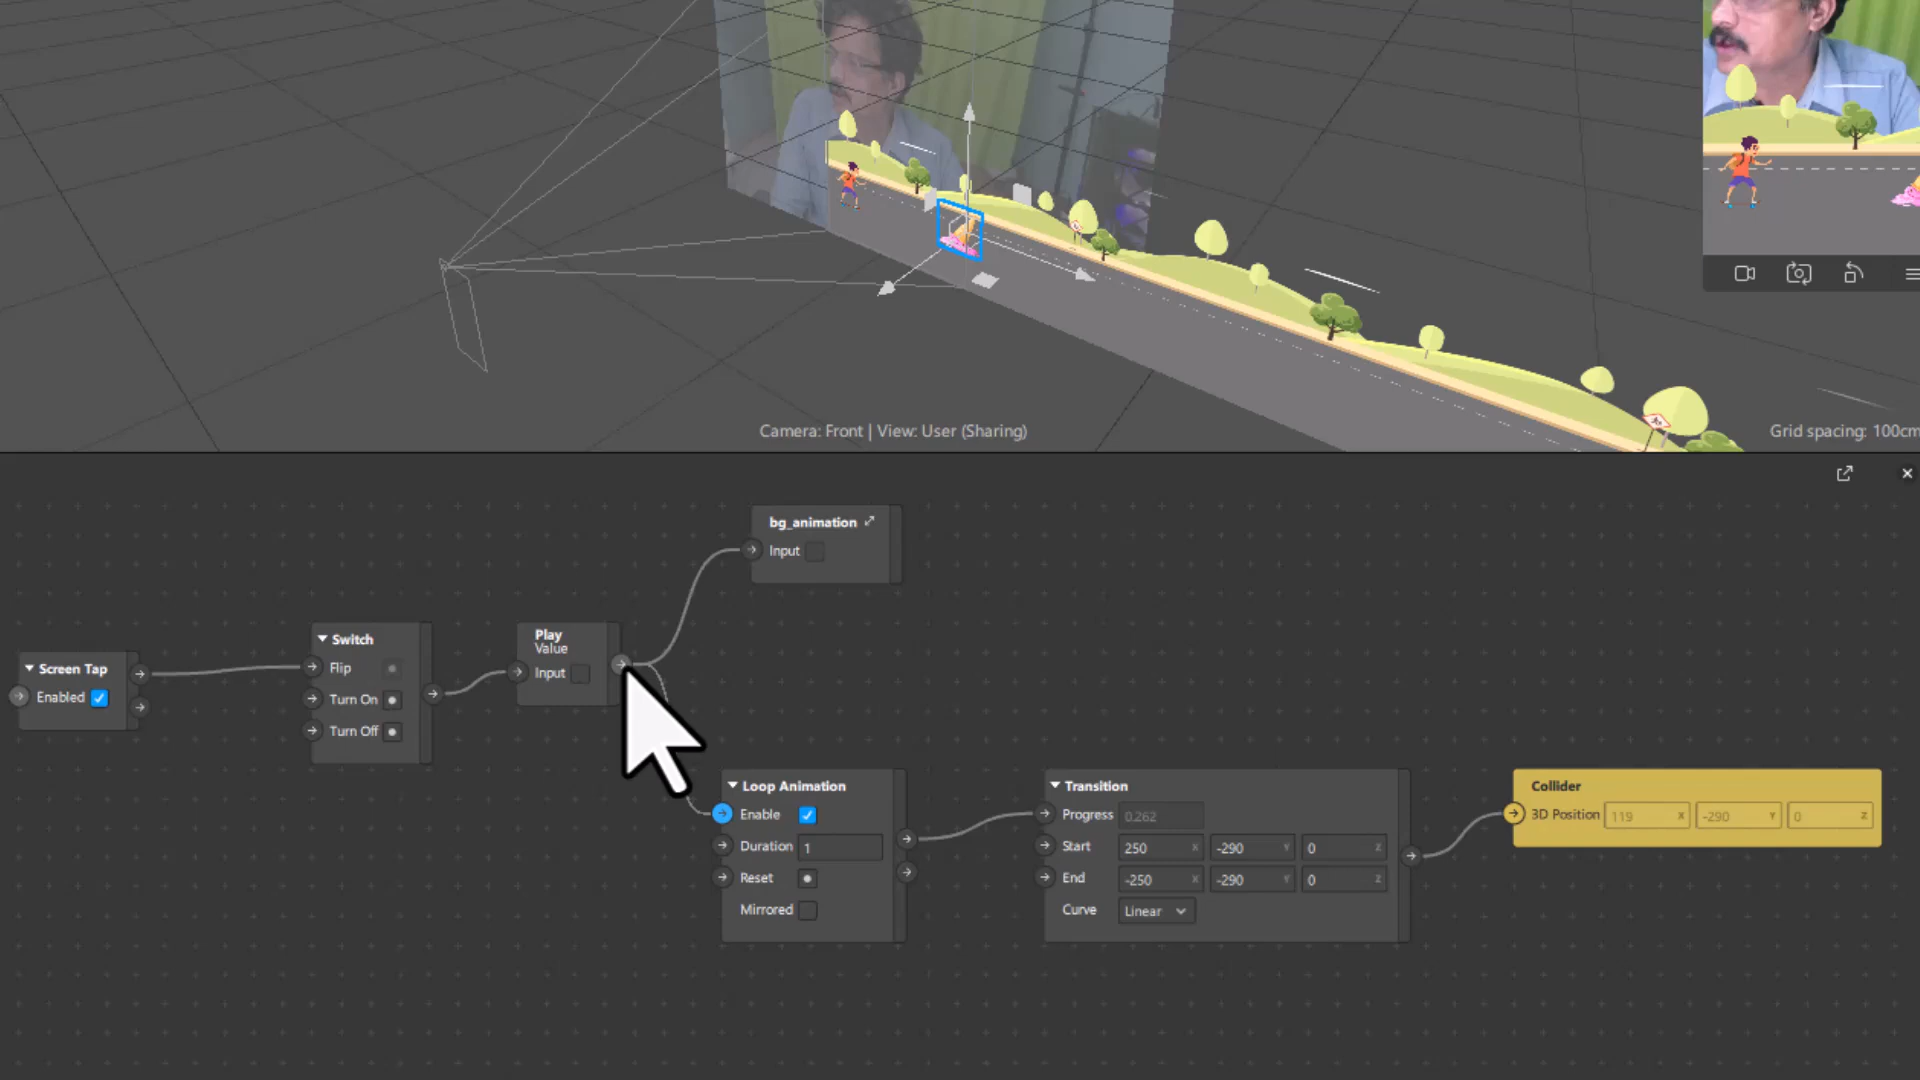 Camera: Front | View: User (Sharing)
Grid spacing: 100cm
bg_animation
Input
Screen Tap
Enabled
Switch
Flip
Turn On
Turn Off
Play
Value
Input
Loop Animation
Enable
Duration 1
Reset
Mirrored
Transition
Progress 0.262
Start 250 X -290 Y 0 Z
End -250 X -290 Y 0 Z
Curve Linear
Collider
3D Position 119 X -290 Y 0 Z